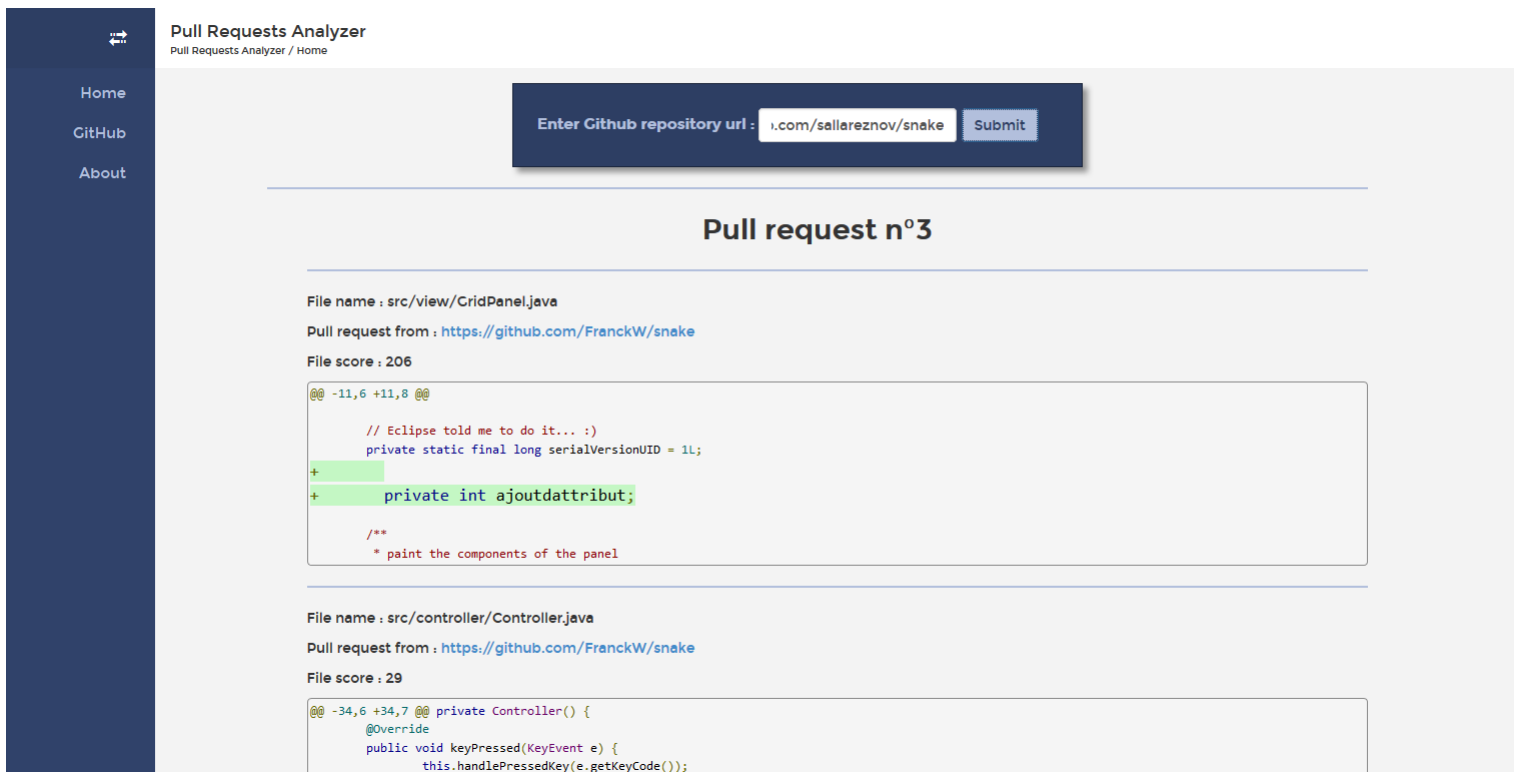 Pull Requests Analyzer
Pull Requests Analyzer / Home
Home
GitHub
About
Enter Github repository url : .com/sallareznov/snake Submit
Pull request n°3
File name : src/view/GridPanel.java
Pull request from : https://github.com/FranckW/snake
File score : 206
@@ -11,6 +11,8 @@
// Eclipse told me to do it... :)
private static final long serialVersionUID = 1L;
+
+ private int ajoutdattribut;
/**
* paint the components of the panel
File name : src/controller/Controller.java
Pull request from : https://github.com/FranckW/snake
File score : 29
@@ -34,6 +34,7 @@ private Controller() {
@Override
public void keyPressed(KeyEvent e) {
this.handlePressedKey(e.getKeyCode());